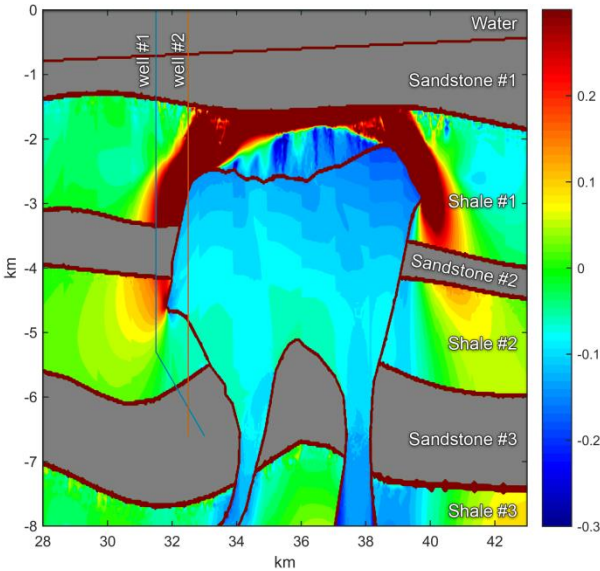 0
-1
-2
-3
-4
-5
-6
-7
-8
km
28
30
32
34
36
38
40
42
km
well #1
well #2
Water
Sandstone #1
Shale #1
Sandstone #2
Shale #2
Sandstone #3
Shale #3
0.2
0.1
0
-0.1
-0.2
-0.3